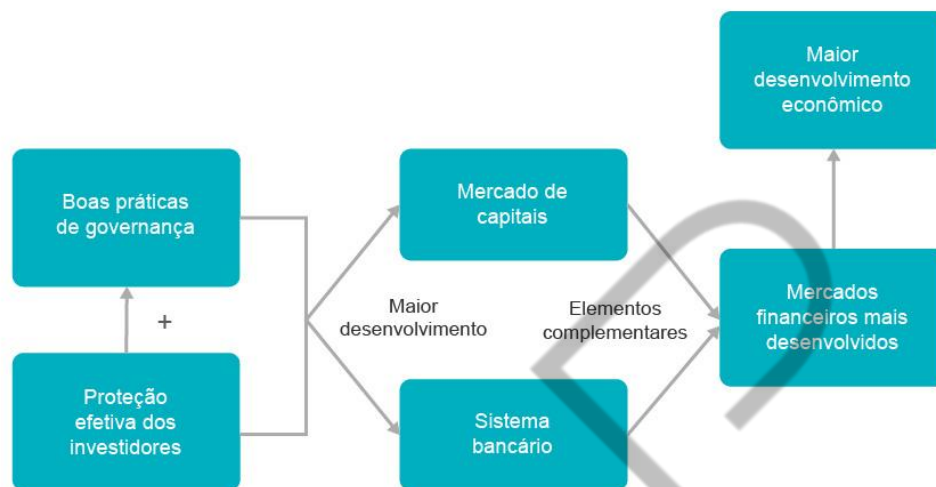 Maior
desenvolvimento
econômico
Boas práticas
de governança
Mercado de
capitais
+
Maior
desenvolvimento
Elementos
complementares
Mercados
financeiros mais
desenvolvidos
Proteção
efetiva dos
investidores
Sistema
bancário